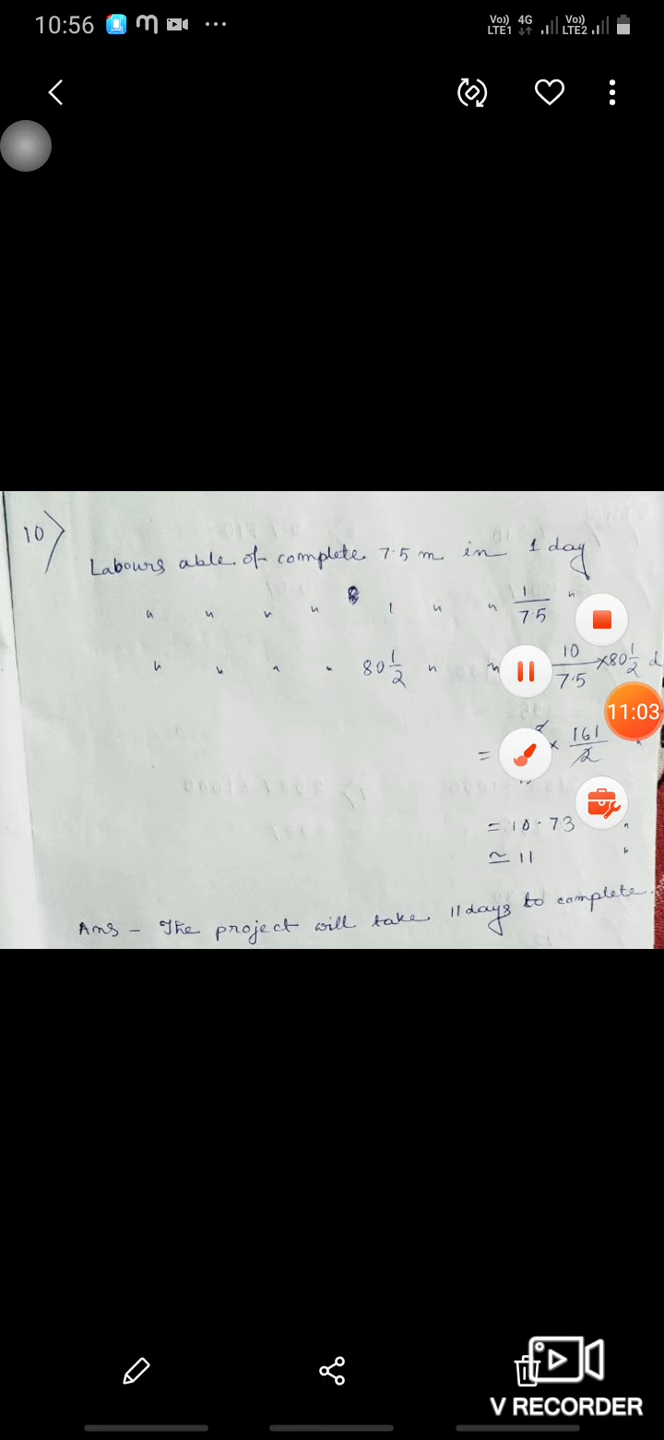 10:56 m ... Vo) 4G LTE1 Vo) LTE2
10) Labours able of complete 7.5 m in 1 day
" " " " 1 " " 1/7.5 "
" " " " 80 1/2 " " 10/7.5 × 80 1/2 d
11:03
= × 161/2 "
= 10.73 "
≃ 11 "
Ans - The project will take 11 days to complete.
V RECORDER